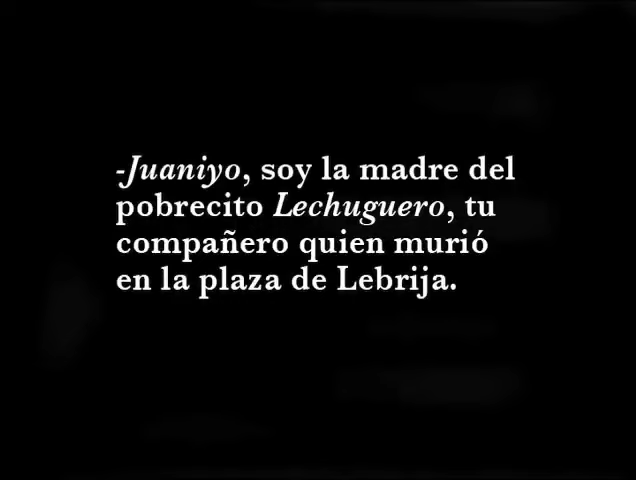 -Juaniyo, soy la madre del
pobrecito Lechuguero, tu
compañero quien murió
en la plaza de Lebrija.